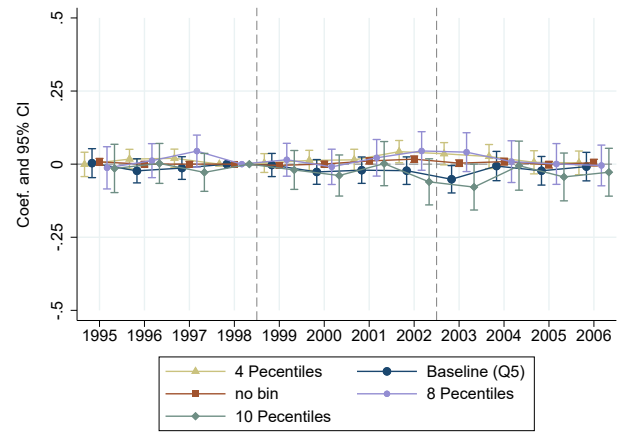 .5
.25
0
-.25
-.5
Coef. and 95% CI
1995 1996 1997 1998 1999 2000 2001 2002 2003 2004 2005 2006
4 Pecentiles Baseline (Q5)
no bin 8 Pecentiles
10 Pecentiles